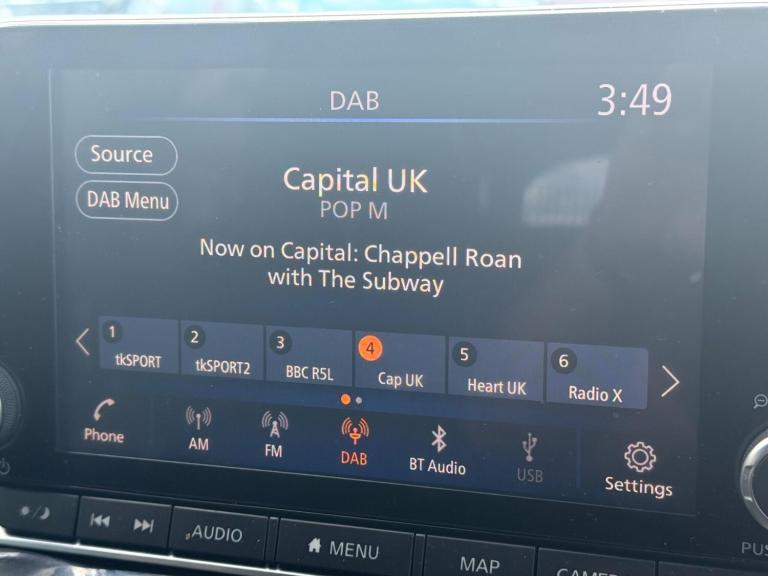 DAB
3:49
Source
DAB Menu
Capital UK
POP M
Now on Capital: Chappell Roan
with The Subway
1 2 3 4 5 6
tkSPORT tkSPORT2 BBC R5L Cap UK Heart UK Radio X
Phone AM FM DAB BT Audio USB Settings
AUDIO MENU MAP